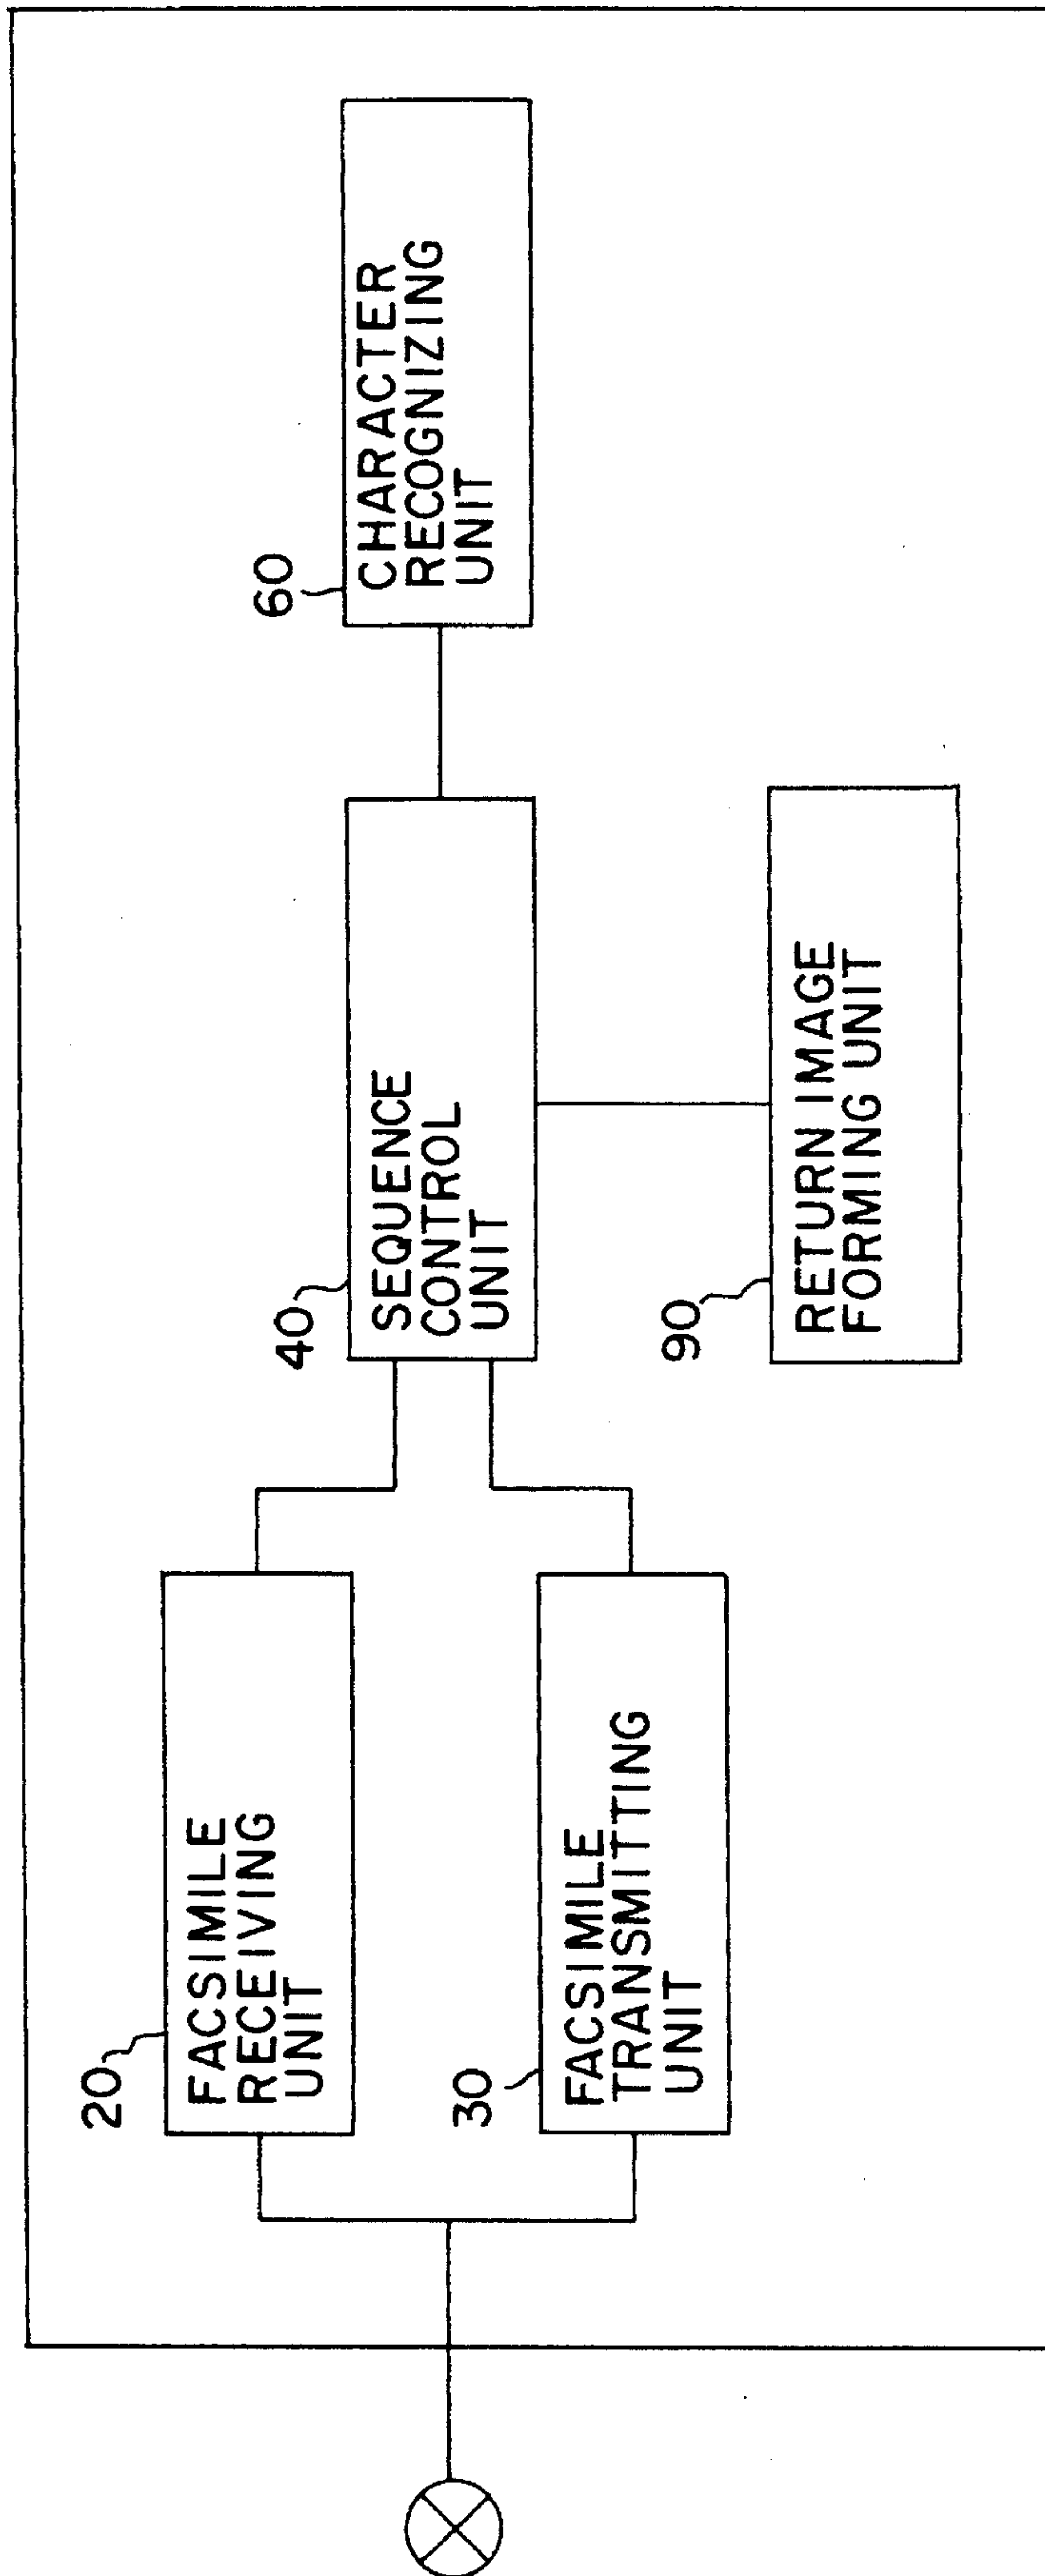 20
FACSIMILE
RECEIVING
UNIT
30
FACSIMILE
TRANSMITTING
UNIT
40
SEQUENCE
CONTROL
UNIT
90
RETURN IMAGE
FORMING UNIT
60
CHARACTER
RECOGNIZING
UNIT